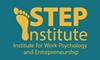 STEP
Institute
Institute for Work Psychology
and Entrepreneurship